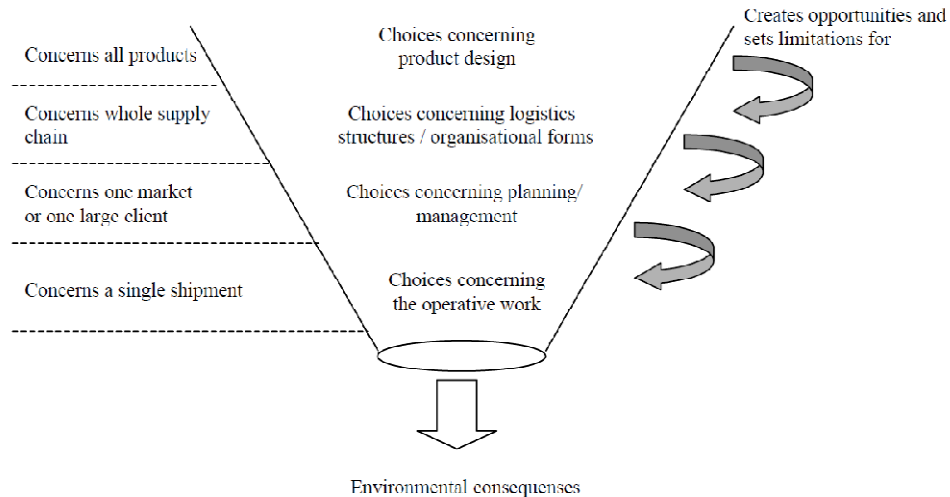 Creates opportunities and
sets limitations for
Concerns all products
Choices concerning
product design
Concerns whole supply
chain
Choices concerning logistics
structures / organisational forms
Concerns one market
or one large client
Choices concerning planning/
management
Concerns a single shipment
Choices concerning
the operative work
Environmental consequenses